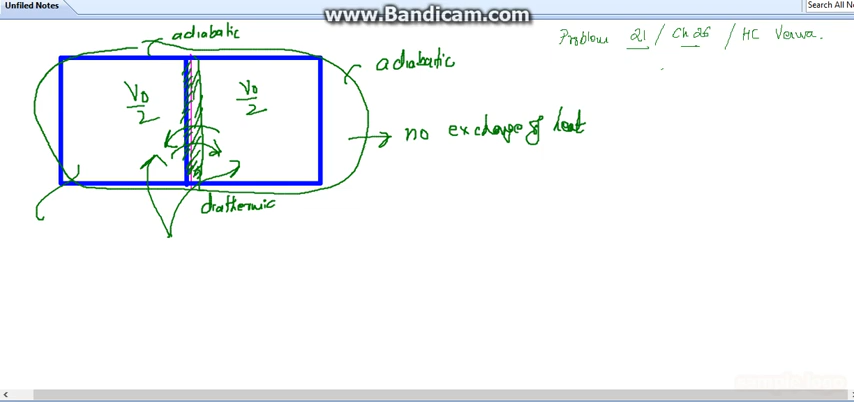 Unfiled Notes
Search All No
www.Bandicam.com
adiabatic
Problem 21 / Ch 26 / HC Verma.
adiabatic
V0/2
V0/2
no exchange of heat
diathermic